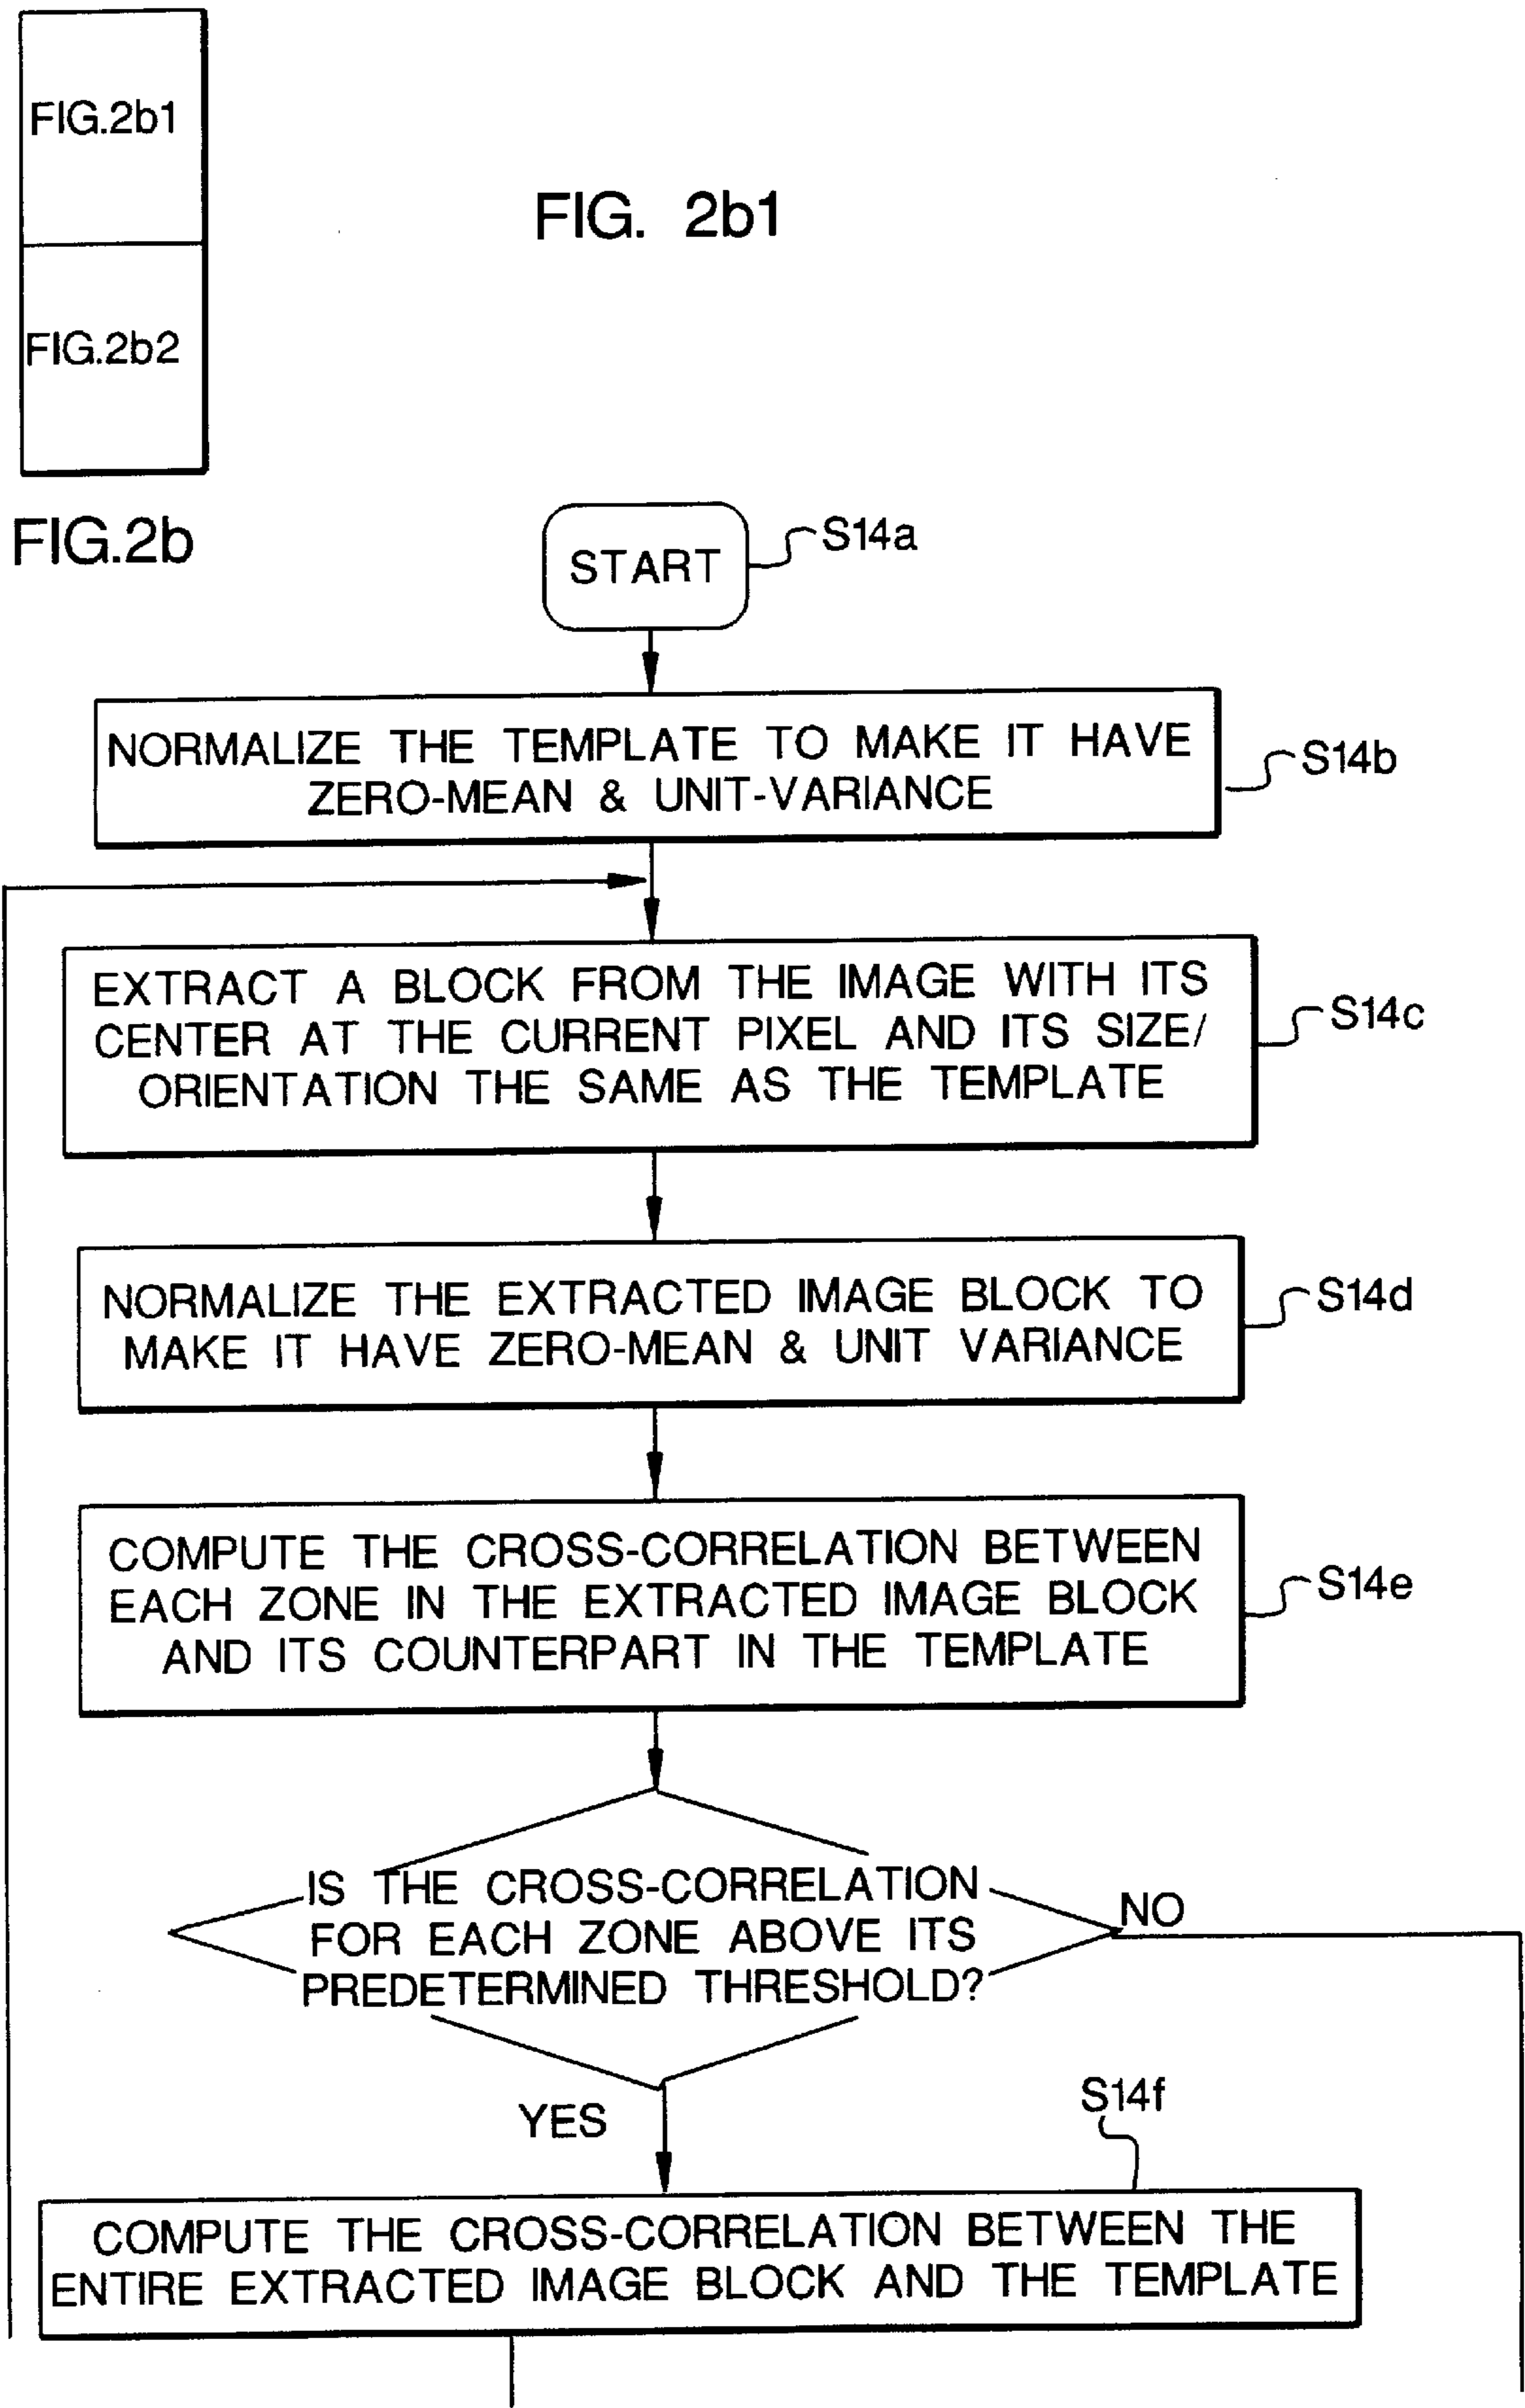 FIG.2b1
FIG. 2b1
FIG.2b2
FIG.2b
START
S14a
NORMALIZE THE TEMPLATE TO MAKE IT HAVE
ZERO-MEAN & UNIT-VARIANCE
S14b
EXTRACT A BLOCK FROM THE IMAGE WITH ITS
CENTER AT THE CURRENT PIXEL AND ITS SIZE/
ORIENTATION THE SAME AS THE TEMPLATE
S14c
NORMALIZE THE EXTRACTED IMAGE BLOCK TO
MAKE IT HAVE ZERO-MEAN & UNIT VARIANCE
S14d
COMPUTE THE CROSS-CORRELATION BETWEEN
EACH ZONE IN THE EXTRACTED IMAGE BLOCK
AND ITS COUNTERPART IN THE TEMPLATE
S14e
IS THE CROSS-CORRELATION
FOR EACH ZONE ABOVE ITS
PREDETERMINED THRESHOLD?
NO
YES
S14f
COMPUTE THE CROSS-CORRELATION BETWEEN THE
ENTIRE EXTRACTED IMAGE BLOCK AND THE TEMPLATE